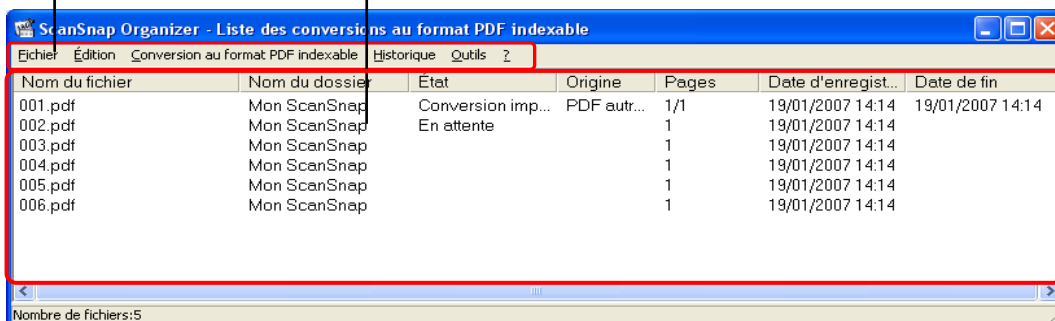 ScanSnap Organizer - Liste des conversions au format PDF indexable
Fichier Édition Conversion au format PDF indexable Historique Outils ?
Nom du fichier Nom du dossier État Origine Pages Date d'enregist... Date de fin
001.pdf Mon ScanSnap Conversion imp... PDF autr... 1/1 19/01/2007 14:14 19/01/2007 14:14
002.pdf Mon ScanSnap En attente 1 19/01/2007 14:14
003.pdf Mon ScanSnap 1 19/01/2007 14:14
004.pdf Mon ScanSnap 1 19/01/2007 14:14
005.pdf Mon ScanSnap 1 19/01/2007 14:14
006.pdf Mon ScanSnap 1 19/01/2007 14:14
Nombre de fichiers:5